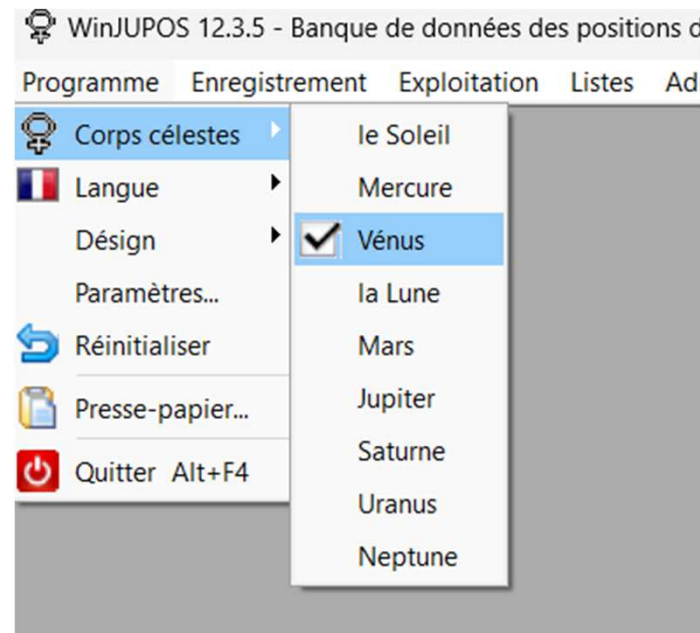 WinJUPOS 12.3.5 - Banque de données des positions d
Programme Enregistrement Exploitation Listes Ad
Corps célestes
Langue
Désign
Paramètres...
Réinitialiser
Presse-papier...
Quitter Alt+F4
le Soleil
Mercure
Vénus
la Lune
Mars
Jupiter
Saturne
Uranus
Neptune